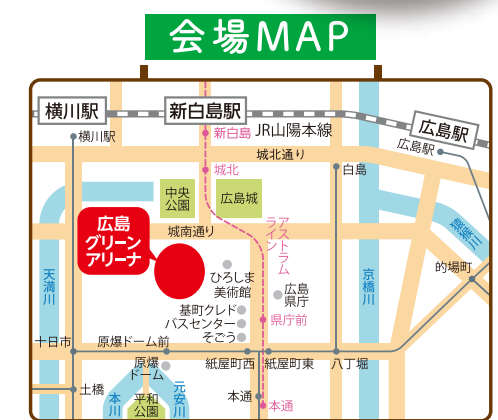 会場MAP
横川駅
新白島駅
広島駅
横川駅
新白島
JR山陽本線
広島駅
城北通り
城北
白島
中央
公園
広島城
広島
グリーン
アリーナ
城南通り
アストラム
ライン
猿猴川
天満川
ひろしま
美術館
広島
県庁
京橋川
的場町
基町クレド
バスセンター
そごう
県庁前
十日市
原爆ドーム前
紙屋町西
紙屋町東
八丁堀
原爆
ドーム
土橋
本川
平和
公園
元安川
本通
本通